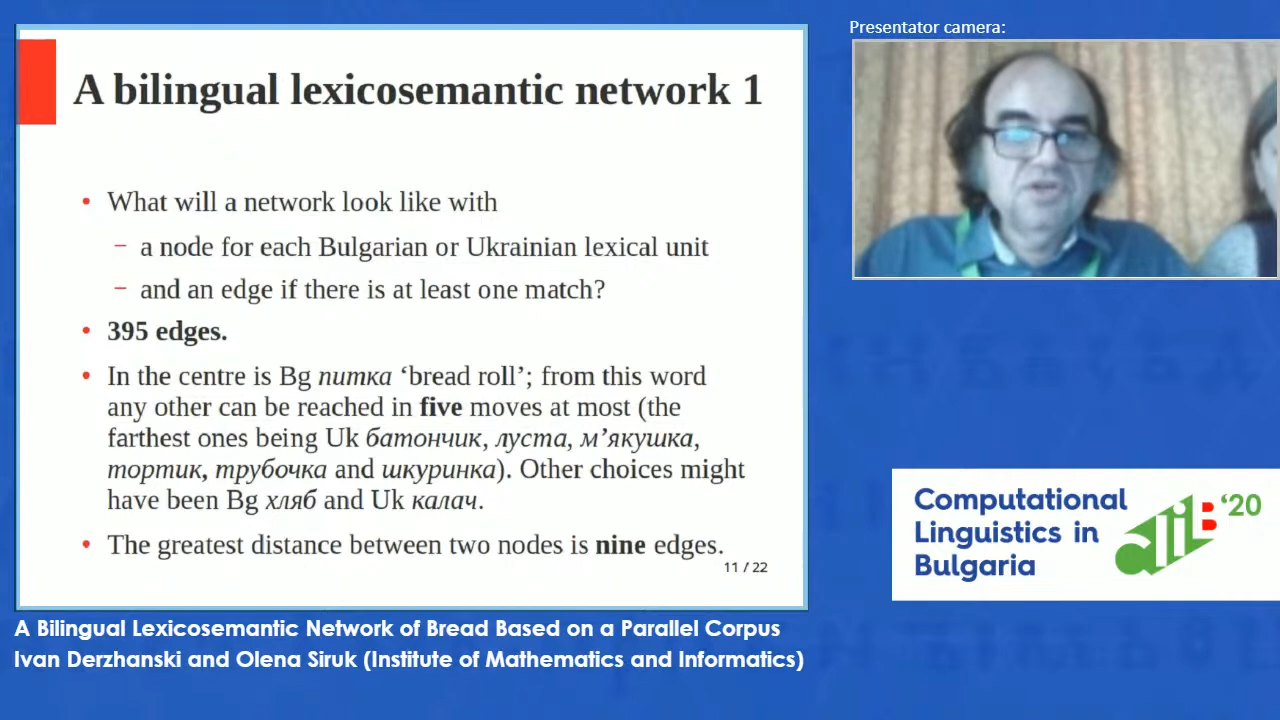 Presentator camera:
A bilingual lexicosemantic network 1
• What will a network look like with
– a node for each Bulgarian or Ukrainian lexical unit
– and an edge if there is at least one match?
• 395 edges.
• In the centre is Bg питка ‘bread roll’; from this word
any other can be reached in five moves at most (the
farthest ones being Uk батончик, луста, м’якушка,
тортик, трубочка and шкуринка). Other choices might
have been Bg хляб and Uk калач.
• The greatest distance between two nodes is nine edges.
11 / 22
Computational
Linguistics in
Bulgaria
clib ‘20
A Bilingual Lexicosemantic Network of Bread Based on a Parallel Corpus
Ivan Derzhanski and Olena Siruk (Institute of Mathematics and Informatics)